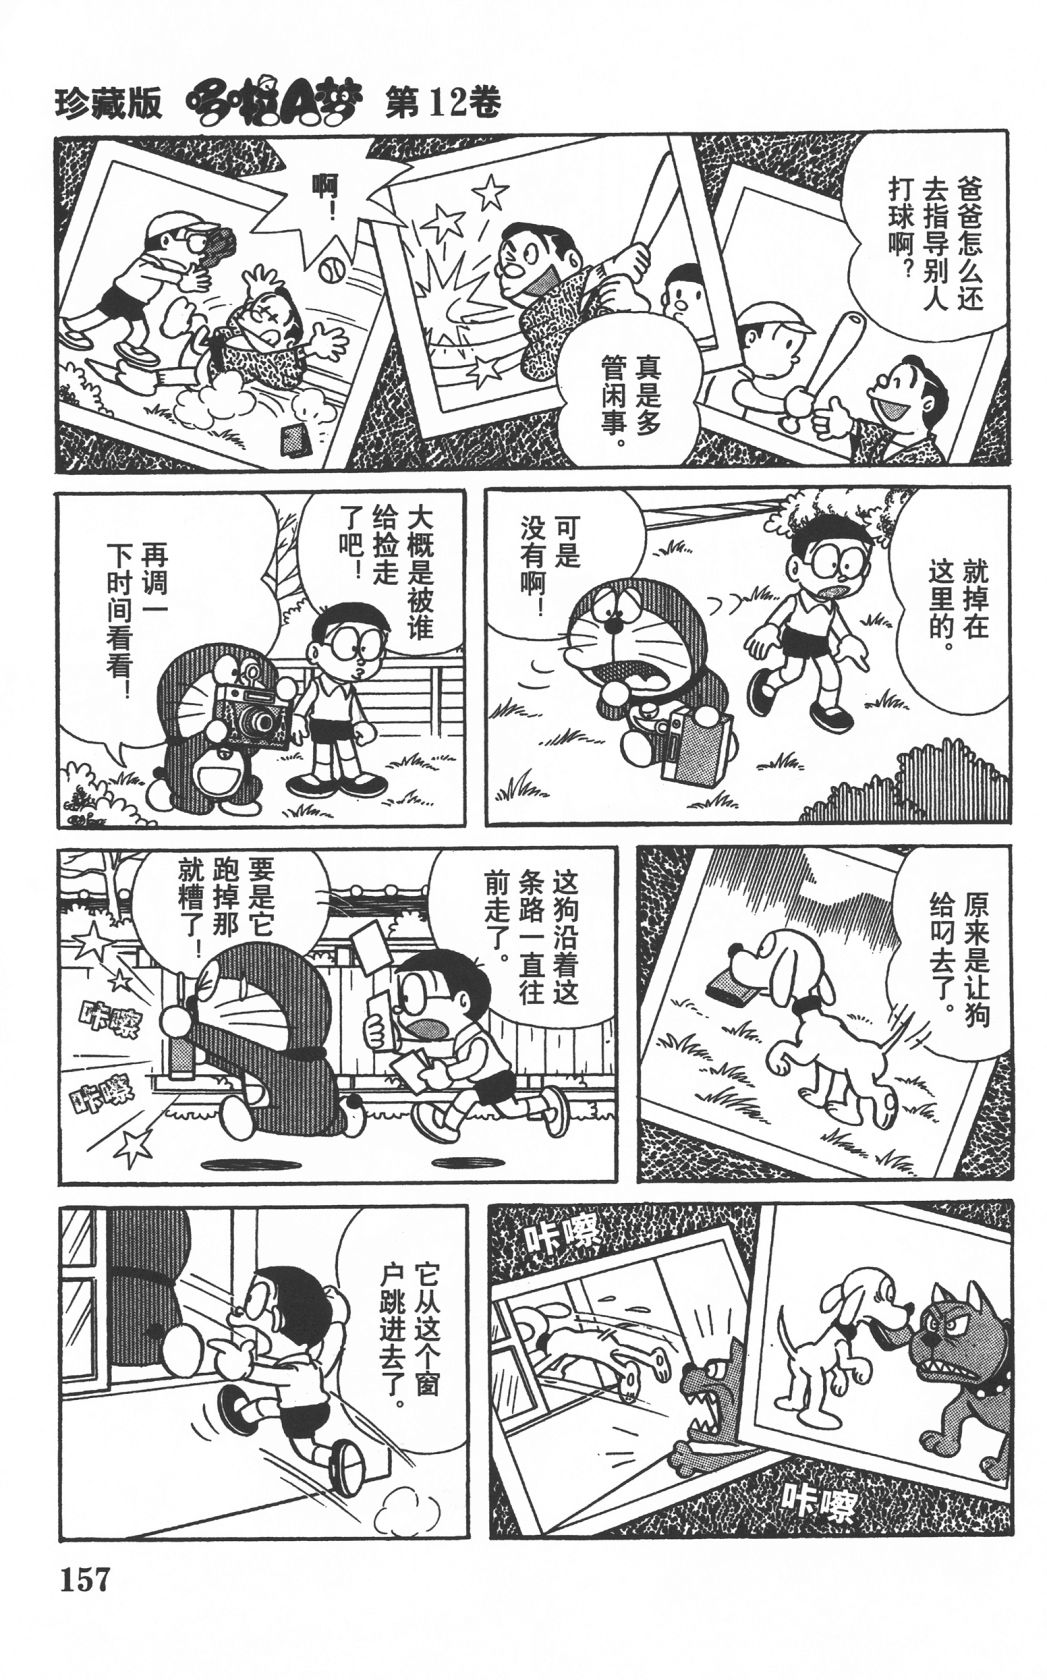 珍藏版 哆啦A梦 第12卷
爸爸怎么还
去指导别人
打球啊？
真是多
管闲事。
啊！
就掉在
这里的。
可是
没有啊！
大概是被谁
给捡走
了吧！
再调一
下时间看看！
原来是让狗
给叼去了。
这狗沿着这
条路一直往
前走了。
要是它
跑掉那
就糟了！
咔嚓
咔嚓
咔嚓
咔嚓
它从这个窗
户跳进去了。
157